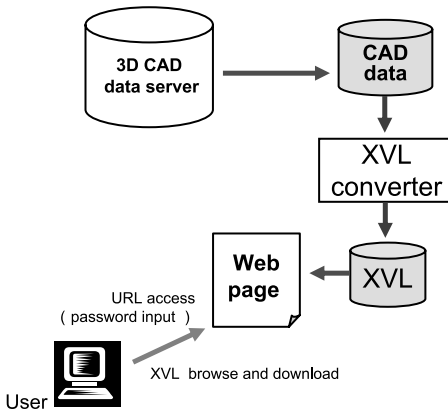 3D CAD
data server
CAD
data
XVL
converter
XVL
Web
page
URL access
( password input )
XVL browse and download
User